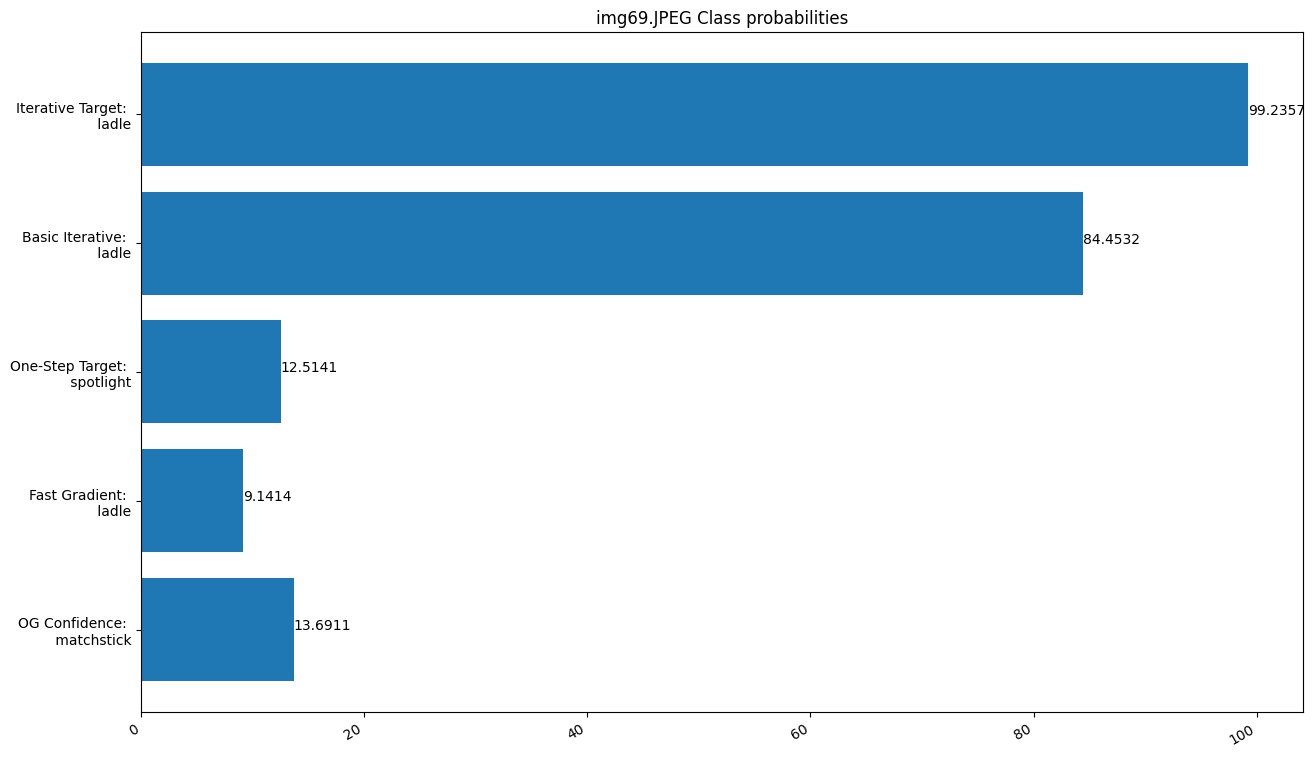 img69.JPEG Class probabilities
Iterative Target:
ladle
99.2357
Basic Iterative:
ladle
84.4532
One-Step Target:
spotlight
12.5141
Fast Gradient:
ladle
9.1414
OG Confidence:
matchstick
13.6911
0
20
40
60
80
100